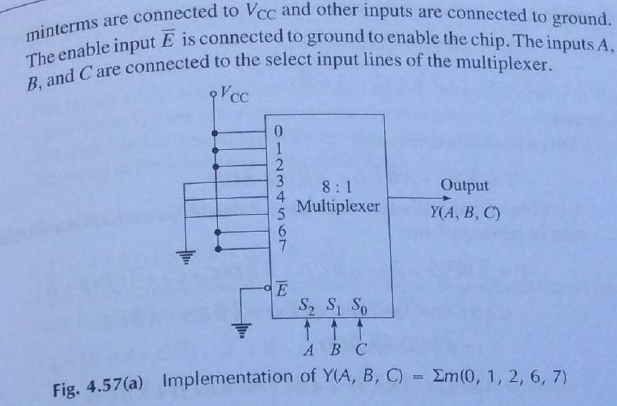 minterms are connected to VCC and other inputs are connected to ground.
The enable input E̅ is connected to ground to enable the chip. The inputs A,
B, and C are connected to the select input lines of the multiplexer.
VCC
0
1
2
3
4
5
6
7
8 : 1
Multiplexer
Output
Y(A, B, C)
E̅
S2 S1 S0
A B C
Fig. 4.57(a) Implementation of Y(A, B, C) = Σm(0, 1, 2, 6, 7)